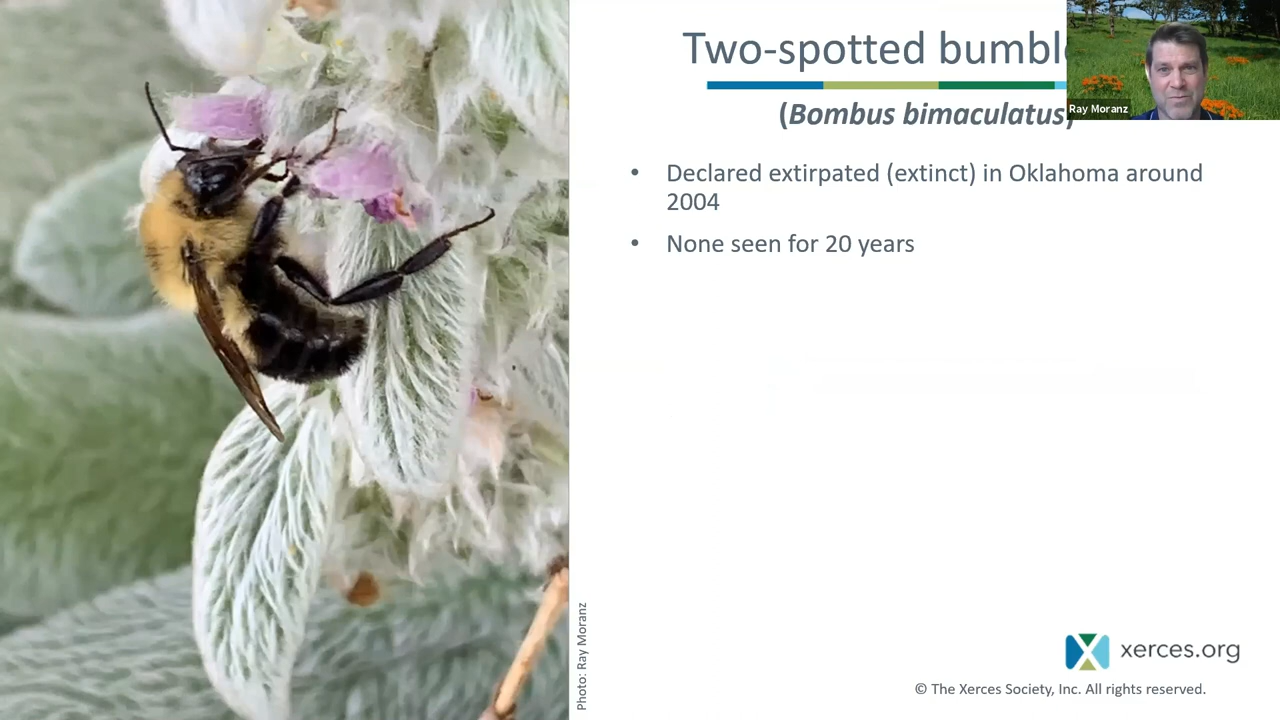 Two-spotted bumbl
Ray Moranz
(Bombus bimaculatus)
• Declared extirpated (extinct) in Oklahoma around
2004
• None seen for 20 years
Photo: Ray Moranz
xerces.org
© The Xerces Society, Inc. All rights reserved.